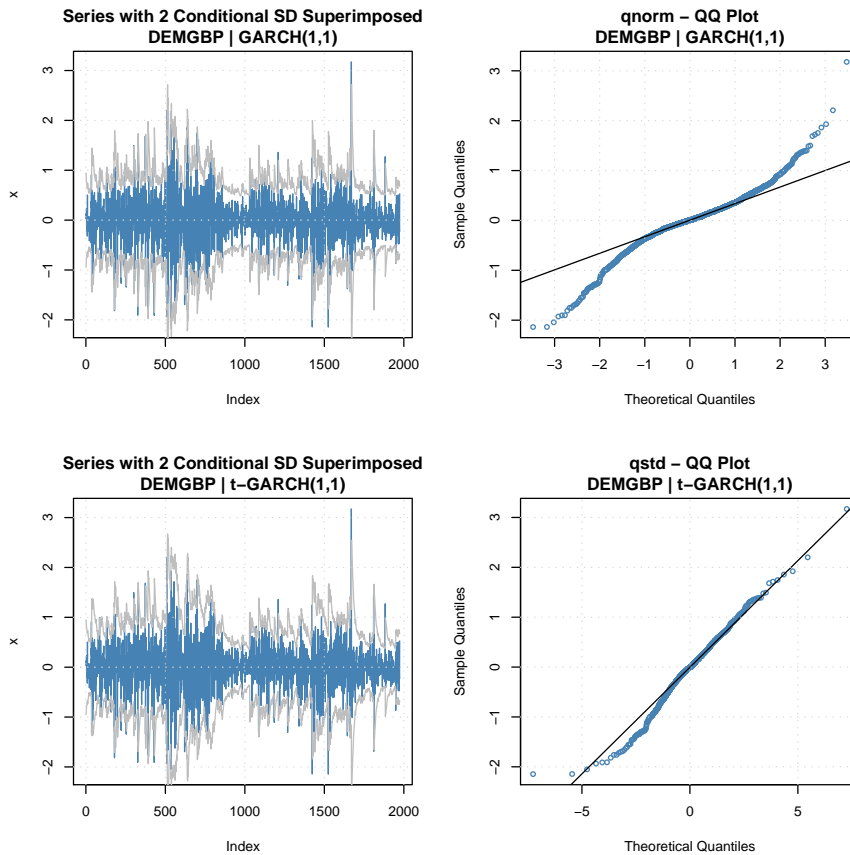 Series with 2 Conditional SD Superimposed
DEMGBP | GARCH(1,1)
x
3
2
1
0
−1
−2
0 500 1000 1500 2000
Index
qnorm − QQ Plot
DEMGBP | GARCH(1,1)
Sample Quantiles
3
2
1
0
−1
−2
−3 −2 −1 0 1 2 3
Theoretical Quantiles
Series with 2 Conditional SD Superimposed
DEMGBP | t−GARCH(1,1)
x
3
2
1
0
−1
−2
0 500 1000 1500 2000
Index
qstd − QQ Plot
DEMGBP | t−GARCH(1,1)
Sample Quantiles
3
2
1
0
−1
−2
−5 0 5
Theoretical Quantiles